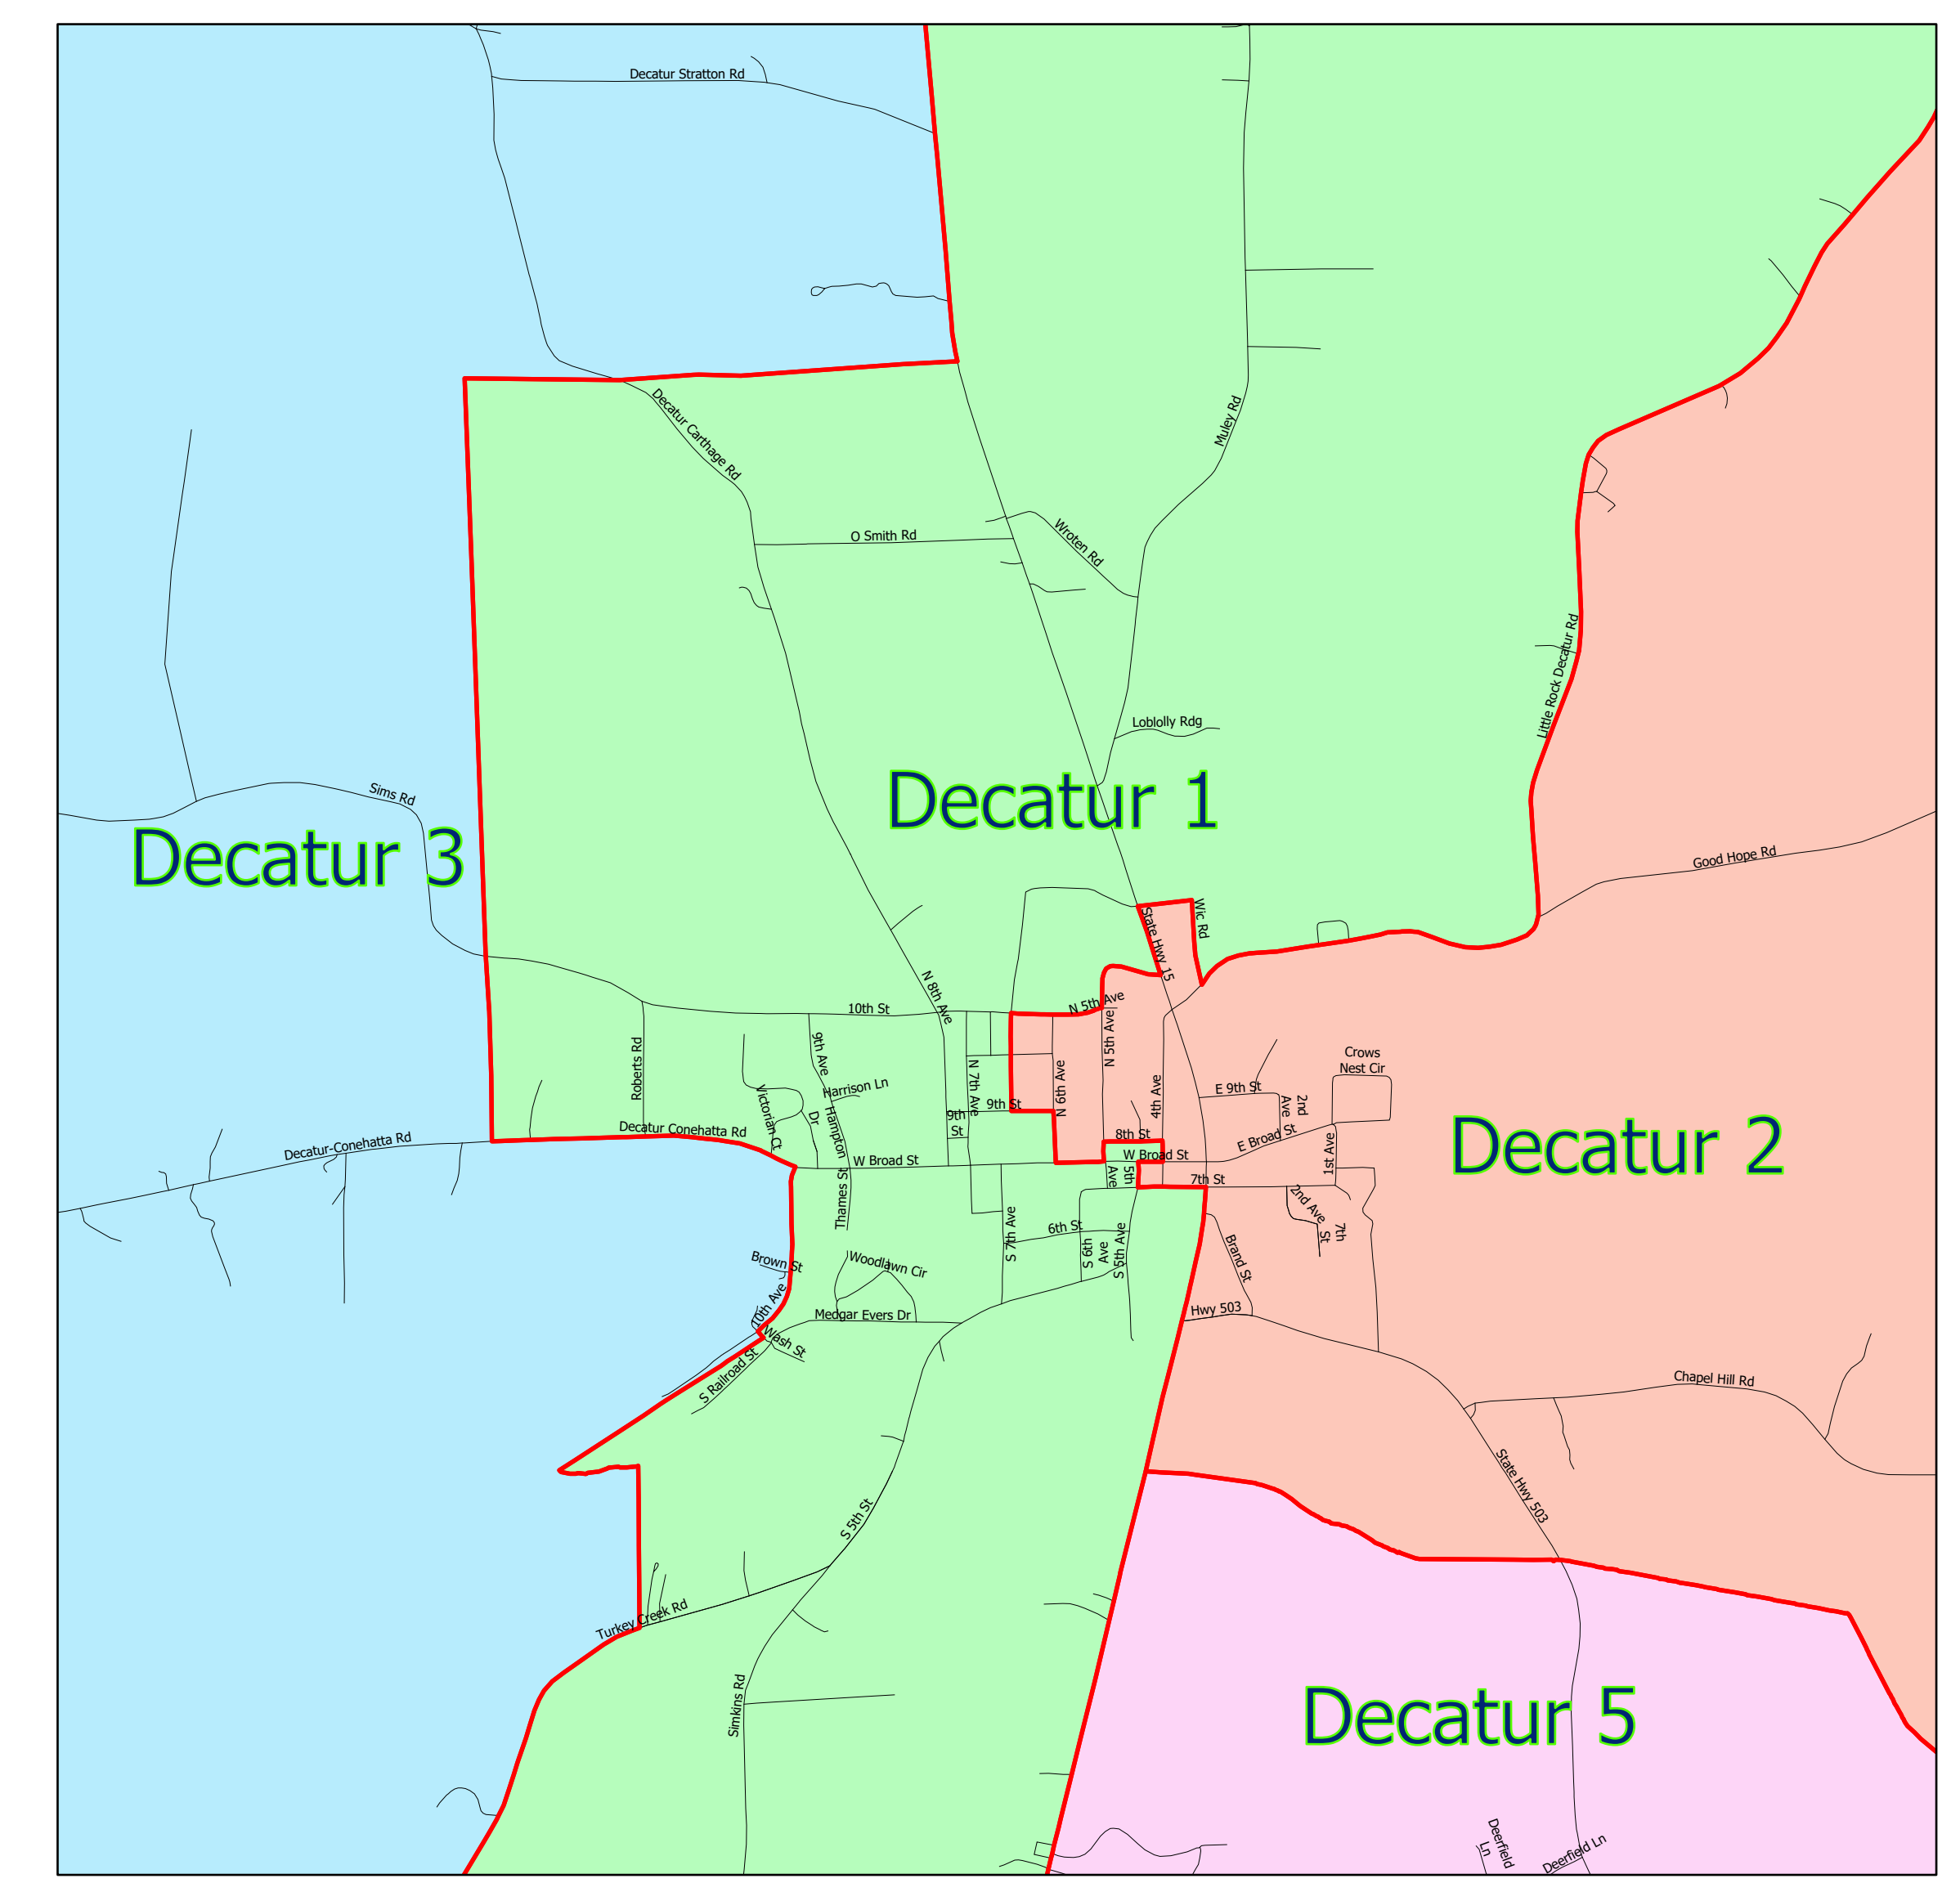 Decatur Stratton Rd
Decatur Carthage Rd
Muley Rd
O Smith Rd
Wroten Rd
Little Rock Decatur Rd
Loblolly Rdg
Decatur 1
Sims Rd
Decatur 3
Good Hope Rd
State Hwy 15
Wic Rd
N 8th Ave
10th St
N 5th Ave
N 5th Ave
Roberts Rd
9th Ave
Harrison Ln
N 7th Ave
N 6th Ave
4th Ave
E 9th St
2nd
Ave
Crows
Nest Cir
Victorian Ct
Dr
Hampton
9th
St
9th St
8th St
E Broad St
1st Ave
Decatur 2
Decatur Conehatta Rd
Decatur-Conehatta Rd
W Broad St
W Broad St
5th
Ave
7th St
Thames St
2nd Ave
7th
St
6th St
S 7th Ave
S 6th
Ave
S 5th Ave
Brand St
Brown St
Woodlawn Cir
10th Ave
Medgar Evers Dr
Hwy 503
Wash St
S Railroad St
Chapel Hill Rd
State Hwy 503
S 5th St
Turkey Creek Rd
Simkins Rd
Decatur 5
Deerfield
Ln
Deerfield Ln